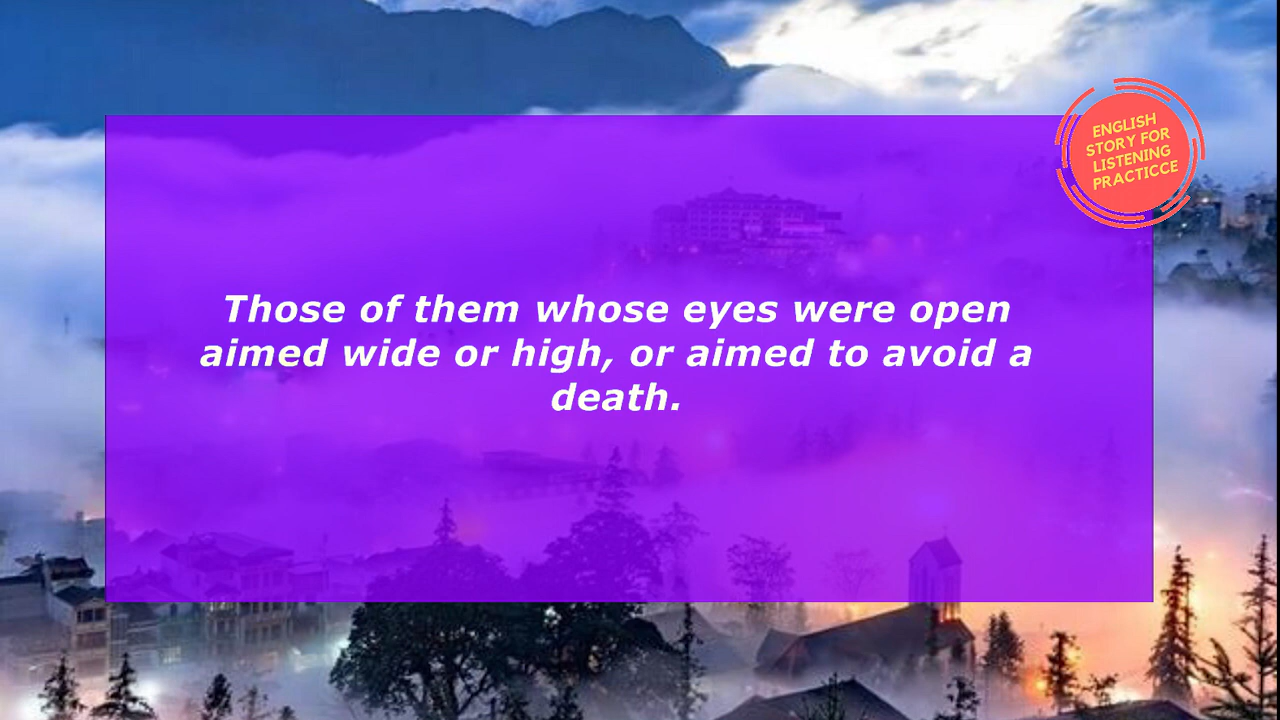 ENGLISH
STORY FOR
LISTENING
PRACTICCE
Those of them whose eyes were open
aimed wide or high, or aimed to avoid a
death.